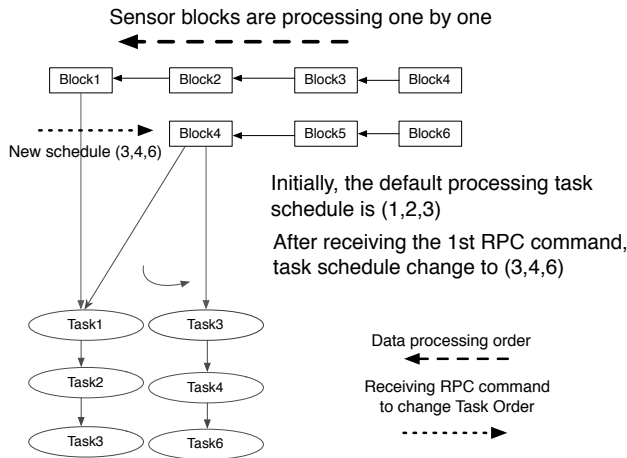 Sensor blocks are processing one by one
Block1 Block2 Block3 Block4
New schedule (3,4,6)
Block4 Block5 Block6
Initially, the default processing task
schedule is (1,2,3)
After receiving the 1st RPC command,
task schedule change to (3,4,6)
Task1 Task3
Task2 Task4
Task3 Task6
Data processing order
Receiving RPC command
to change Task Order